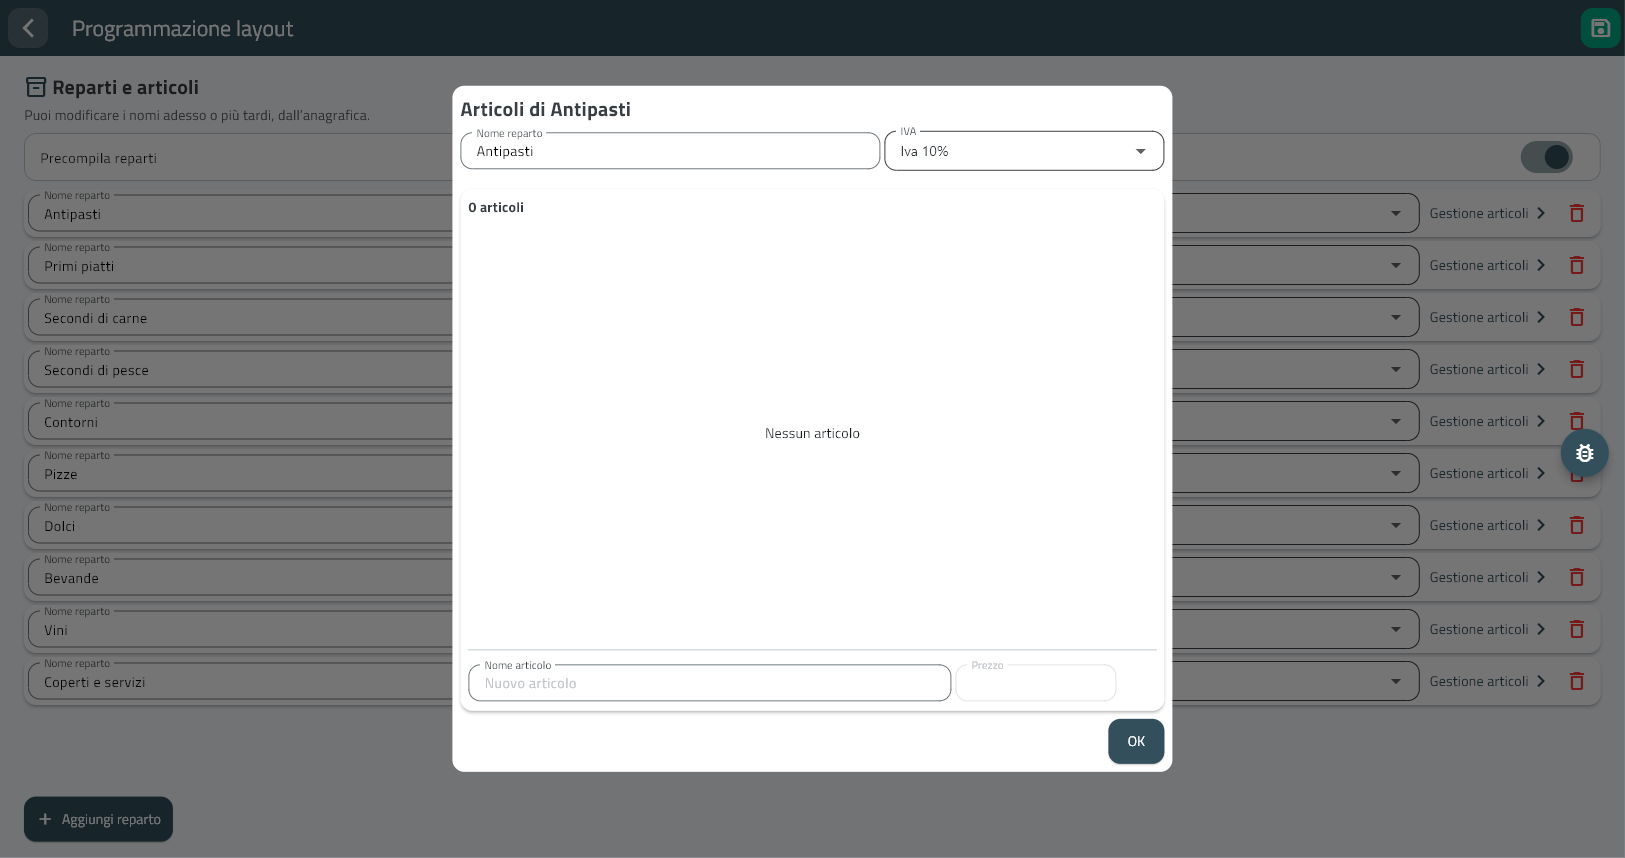 Programmazione layout
Reparti e articoli
Puoi modificare i nomi adesso o più tardi, dall'anagrafica.
Precompila reparti
Nome reparto
Antipasti
Gestione articoli
Nome reparto
Primi piatti
Gestione articoli
Nome reparto
Secondi di carne
Gestione articoli
Nome reparto
Secondi di pesce
Gestione articoli
Nome reparto
Contorni
Gestione articoli
Nome reparto
Pizze
Gestione articoli
Nome reparto
Dolci
Gestione articoli
Nome reparto
Bevande
Gestione articoli
Nome reparto
Vini
Gestione articoli
Nome reparto
Coperti e servizi
Gestione articoli
Aggiungi reparto
Articoli di Antipasti
Nome reparto
Antipasti
IVA
Iva 10%
0 articoli
Nessun articolo
Nome articolo
Nuovo articolo
Prezzo
OK